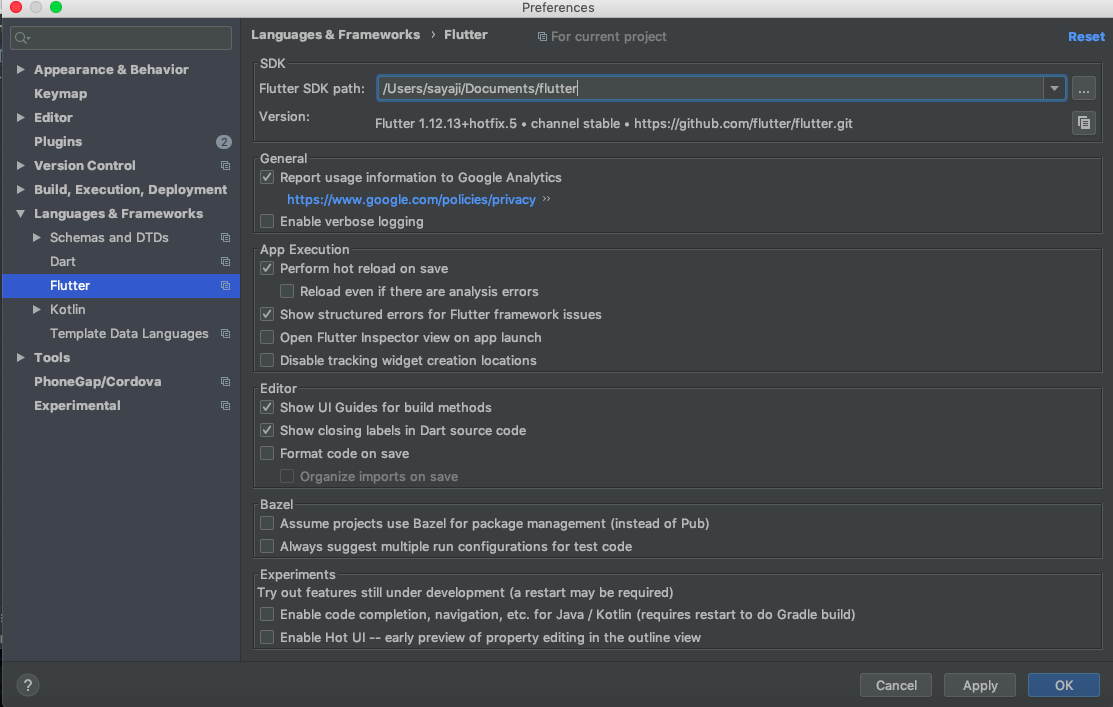 Preferences
Languages & Frameworks › Flutter
For current project
Reset
Appearance & Behavior
Keymap
Editor
Plugins
2
Version Control
Build, Execution, Deployment
Languages & Frameworks
Schemas and DTDs
Dart
Flutter
Kotlin
Template Data Languages
Tools
PhoneGap/Cordova
Experimental
SDK
Flutter SDK path:
/Users/sayaji/Documents/flutter
...
Version:
Flutter 1.12.13+hotfix.5 • channel stable • https://github.com/flutter/flutter.git
General
Report usage information to Google Analytics
https://www.google.com/policies/privacy ››
Enable verbose logging
App Execution
Perform hot reload on save
Reload even if there are analysis errors
Show structured errors for Flutter framework issues
Open Flutter Inspector view on app launch
Disable tracking widget creation locations
Editor
Show UI Guides for build methods
Show closing labels in Dart source code
Format code on save
Organize imports on save
Bazel
Assume projects use Bazel for package management (instead of Pub)
Always suggest multiple run configurations for test code
Experiments
Try out features still under development (a restart may be required)
Enable code completion, navigation, etc. for Java / Kotlin (requires restart to do Gradle build)
Enable Hot UI -- early preview of property editing in the outline view
?
Cancel
Apply
OK